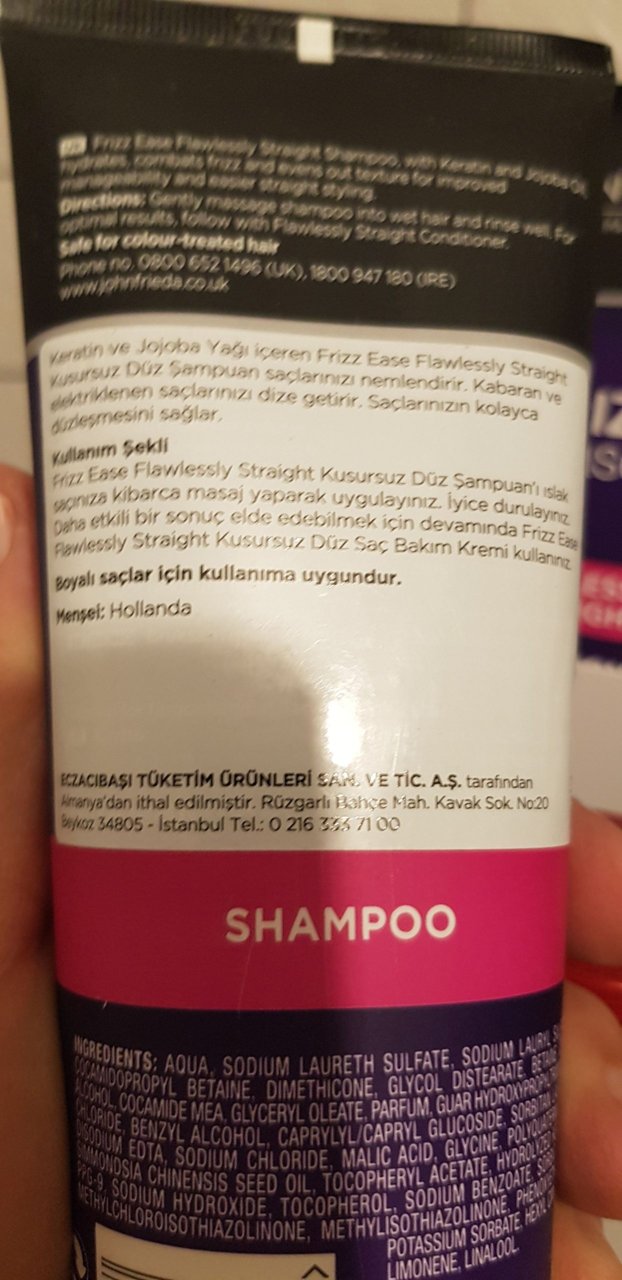 Frizz Ease Flawlessly Straight Shampoo, with Keratin and Jojoba Oil,
hydrates, combats frizz and evens out texture for improved
manageability and easier straight styling.
Directions: Gently massage shampoo into wet hair and rinse well. For
optimal results, follow with Flawlessly Straight Conditioner.
Safe for colour-treated hair
Phone no. 0800 652 1496 (UK), 1800 947 180 (IRE)
www.johnfrieda.co.uk
Keratin ve Jojoba Yağı içeren Frizz Ease Flawlessly Straight
Kusursuz Düz Şampuan saçlarınızı nemlendirir. Kabaran ve
elektriklenen saçlarınızı dize getirir. Saçlarınızın kolayca
düzleşmesini sağlar.
Kullanım Şekli
Frizz Ease Flawlessly Straight Kusursuz Düz Şampuan'ı ıslak
saçınıza kibarca masaj yaparak uygulayınız. İyice durulayınız.
Daha etkili bir sonuç elde edebilmek için devamında Frizz Ease
Flawlessly Straight Kusursuz Düz Saç Bakım Kremi kullanınız.
Boyalı saçlar için kullanıma uygundur.
Menşei: Hollanda
ECZACIBAŞI TÜKETİM ÜRÜNLERİ SAN. VE TİC. A.Ş. tarafından
Almanya'dan ithal edilmiştir. Rüzgarlı Bahçe Mah. Kavak Sok. No:20
Beykoz 34805 - İstanbul Tel.: 0 216 333 71 00
SHAMPOO
INGREDIENTS: AQUA, SODIUM LAURETH SULFATE, SODIUM LAURYL
COCAMIDOPROPYL BETAINE, DIMETHICONE, GLYCOL DISTEARATE,
ALCOHOL, COCAMIDE MEA, GLYCERYL OLEATE, PARFUM, GUAR
CHLORIDE, BENZYL ALCOHOL, CAPRYLYL/CAPRYL GLUCOSIDE,
DISODIUM EDTA, SODIUM CHLORIDE, MALIC ACID, GLYCINE,
SIMMONDSIA CHINENSIS SEED OIL, TOCOPHERYL ACETATE,
PPG-9, SODIUM HYDROXIDE, TOCOPHEROL, SODIUM BENZOATE,
METHYLCHLOROISOTHIAZOLINONE, METHYLISOTHIAZOLINONE,
POTASSIUM SORBATE,
LIMONENE, LINALOOL.